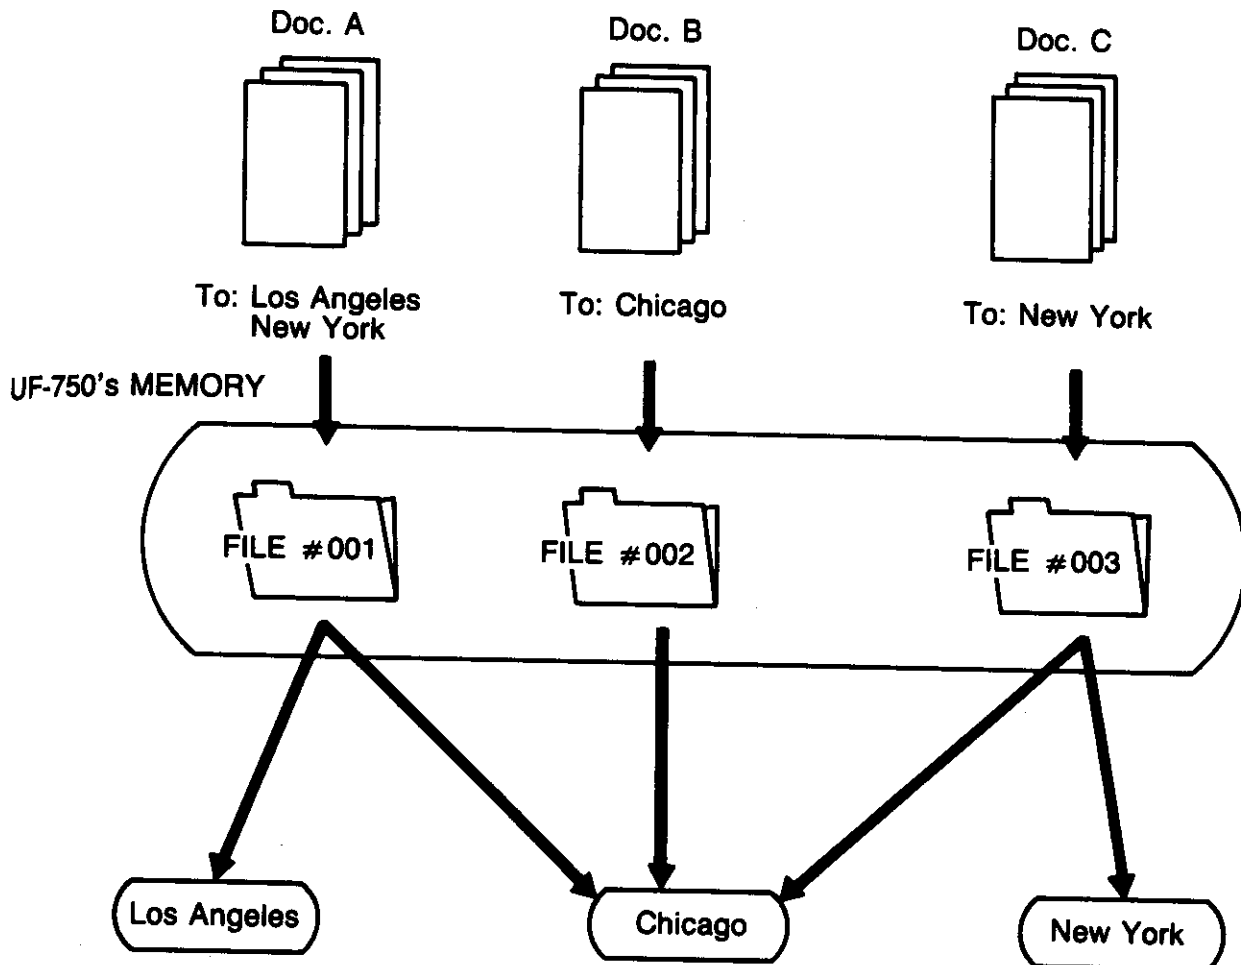 Doc. A
Doc. B
Doc. C
To: Los Angeles
New York
To: Chicago
To: New York
UF-750's MEMORY
FILE #001
FILE #002
FILE #003
Los Angeles
Chicago
New York